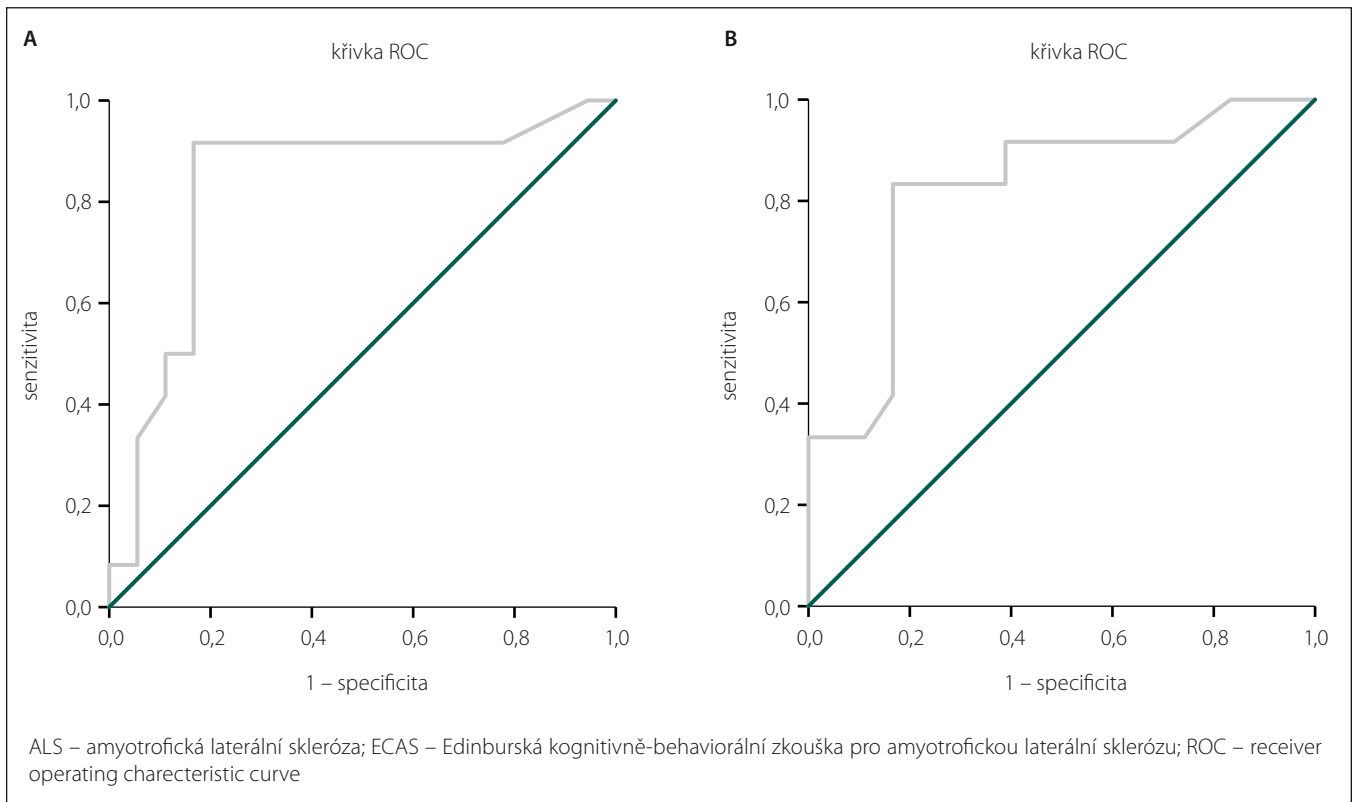 A
křivka ROC
1,0
0,8
0,6
0,4
0,2
0,0
senzitivita
0,0 0,2 0,4 0,6 0,8 1,0
1 – specificita
B
křivka ROC
1,0
0,8
0,6
0,4
0,2
0,0
senzitivita
0,0 0,2 0,4 0,6 0,8 1,0
1 – specificita
ALS – amyotrofická laterální skleróza; ECAS – Edinburská kognitivně-behaviorální zkouška pro amyotrofickou laterální sklerózu; ROC – receiver
operating charecteristic curve